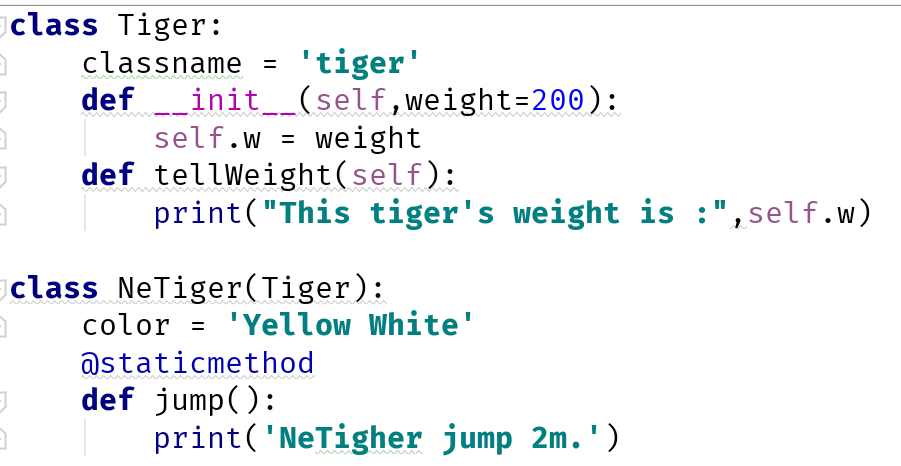 class Tiger:
    classname = 'tiger'
    def __init__(self,weight=200):
        self.w = weight
    def tellWeight(self):
        print("This tiger's weight is :",self.w)
class NeTiger(Tiger):
    color = 'Yellow White'
    @staticmethod
    def jump():
        print('NeTigher jump 2m.')